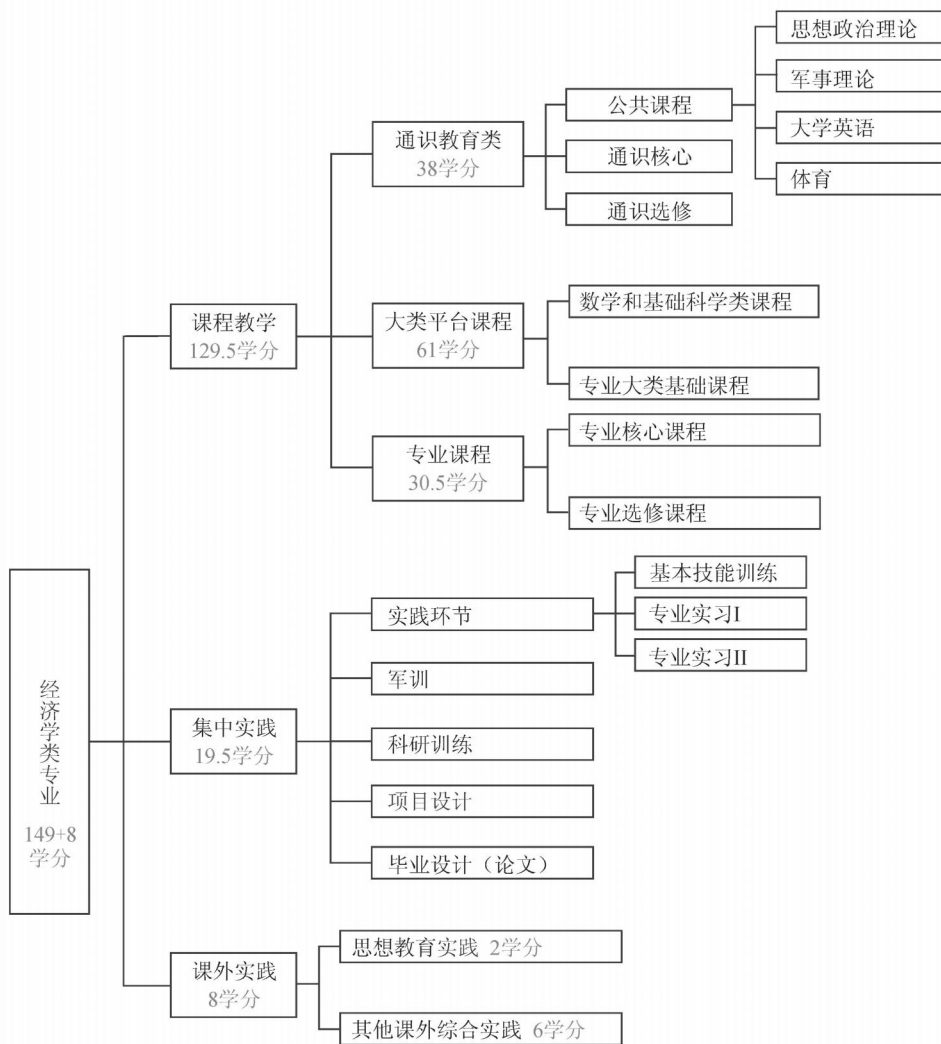 思想政治理论
军事理论
公共课程
通识教育类
38学分
大学英语
通识核心
体育
通识选修
数学和基础科学类课程
课程教学
129.5学分
大类平台课程
61学分
专业大类基础课程
专业核心课程
专业课程
30.5学分
专业选修课程
基本技能训练
实践环节
专业实习I
专业实习II
军训
经济学类专业
149+8
学分
集中实践
19.5学分
科研训练
项目设计
毕业设计（论文）
思想教育实践 2学分
课外实践
8学分
其他课外综合实践 6学分